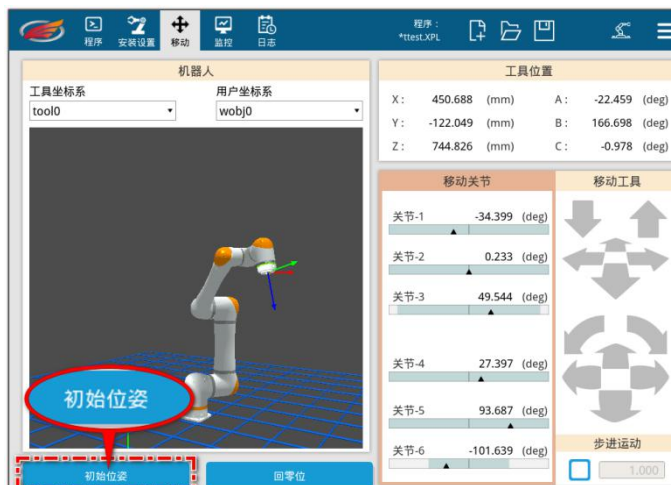 程序 安装设置 移动 监控 日志
程序：
*ttest.XPL
机器人
工具坐标系 用户坐标系
tool0 wobj0
初始位姿
初始位姿 回零位
工具位置
X: 450.688 (mm) A: -22.459 (deg)
Y: -122.049 (mm) B: 166.698 (deg)
Z: 744.826 (mm) C: -0.978 (deg)
移动关节 移动工具
关节-1 -34.399 (deg)
关节-2 0.233 (deg)
关节-3 49.544 (deg)
关节-4 27.397 (deg)
关节-5 93.687 (deg)
关节-6 -101.639 (deg)
步进运动
1.000